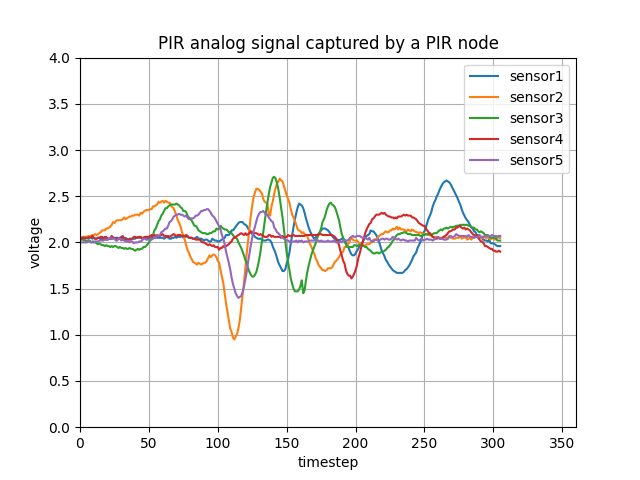 PIR analog signal captured by a PIR node
4.0
3.5
3.0
2.5
2.0
1.5
1.0
0.5
0.0
voltage
sensor1
sensor2
sensor3
sensor4
sensor5
0 50 100 150 200 250 300 350
timestep